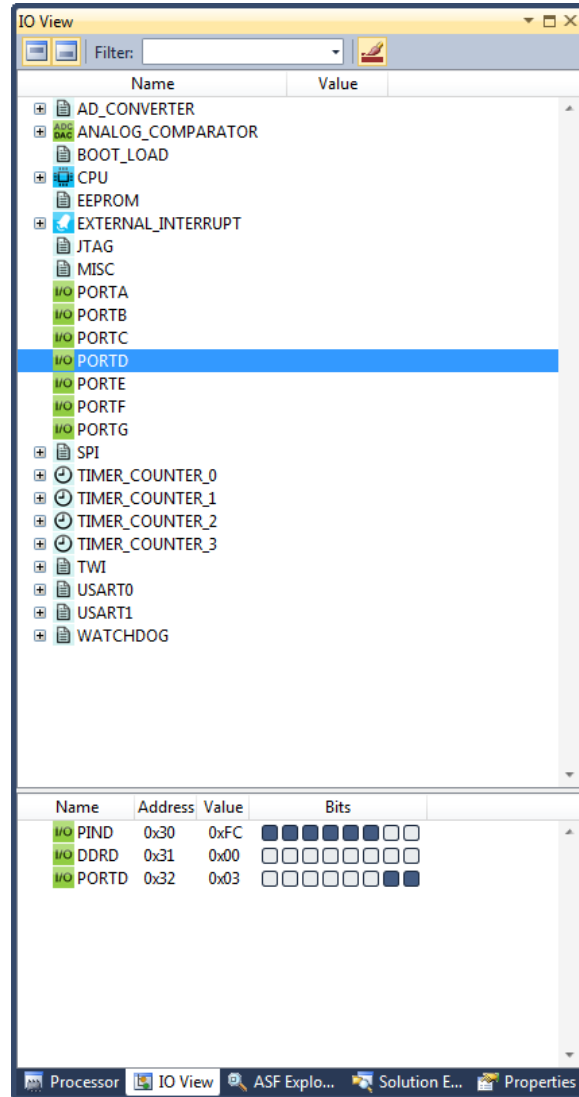 IO View
Filter:
Name Value
AD_CONVERTER
ADC DAC ANALOG_COMPARATOR
BOOT_LOAD
CPU
EEPROM
EXTERNAL_INTERRUPT
JTAG
MISC
I/O PORTA
I/O PORTB
I/O PORTC
I/O PORTD
I/O PORTE
I/O PORTF
I/O PORTG
SPI
TIMER_COUNTER_0
TIMER_COUNTER_1
TIMER_COUNTER_2
TIMER_COUNTER_3
TWI
USART0
USART1
WATCHDOG
Name Address Value Bits
I/O PIND 0x30 0xFC
I/O DDRD 0x31 0x00
I/O PORTD 0x32 0x03
Processor IO View ASF Explo... Solution E... Properties